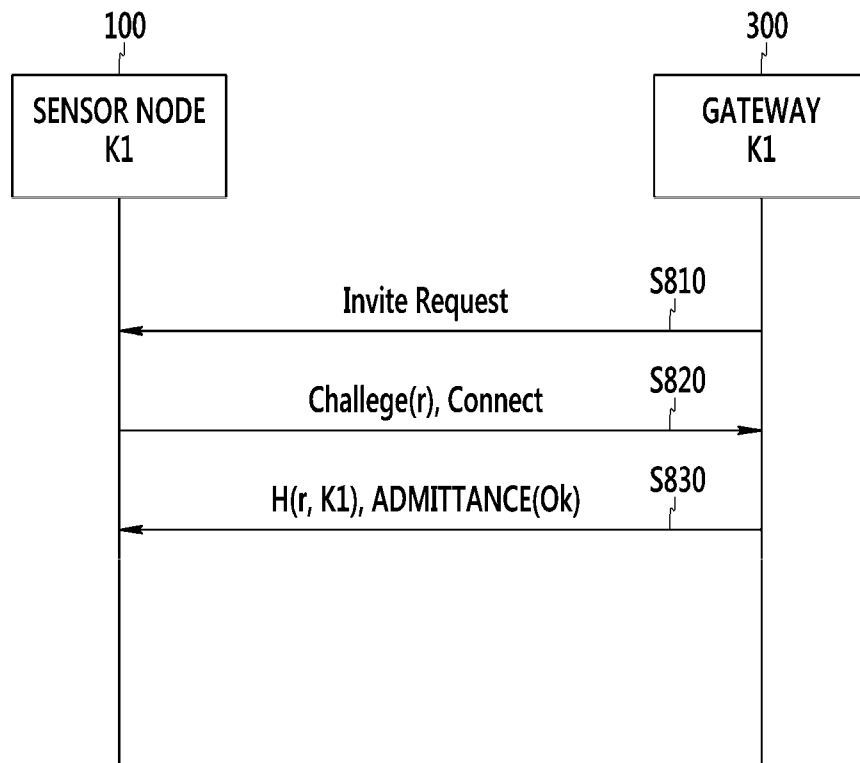 100
300
SENSOR NODE
K1
GATEWAY
K1
S810
Invite Request
S820
Challege(r), Connect
S830
H(r, K1), ADMITTANCE(Ok)